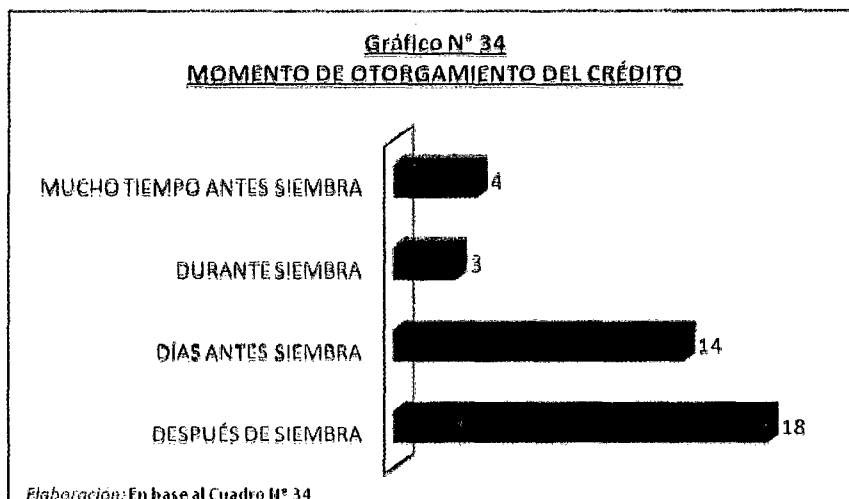 Gráfico N° 34
MOMENTO DE OTORGAMIENTO DEL CRÉDITO
MUCHO TIEMPO ANTES SIEMBRA 4
DURANTE SIEMBRA 3
DÍAS ANTES SIEMBRA 14
DESPUÉS DE SIEMBRA 18
Elaboración: En base al Cuadro N° 34